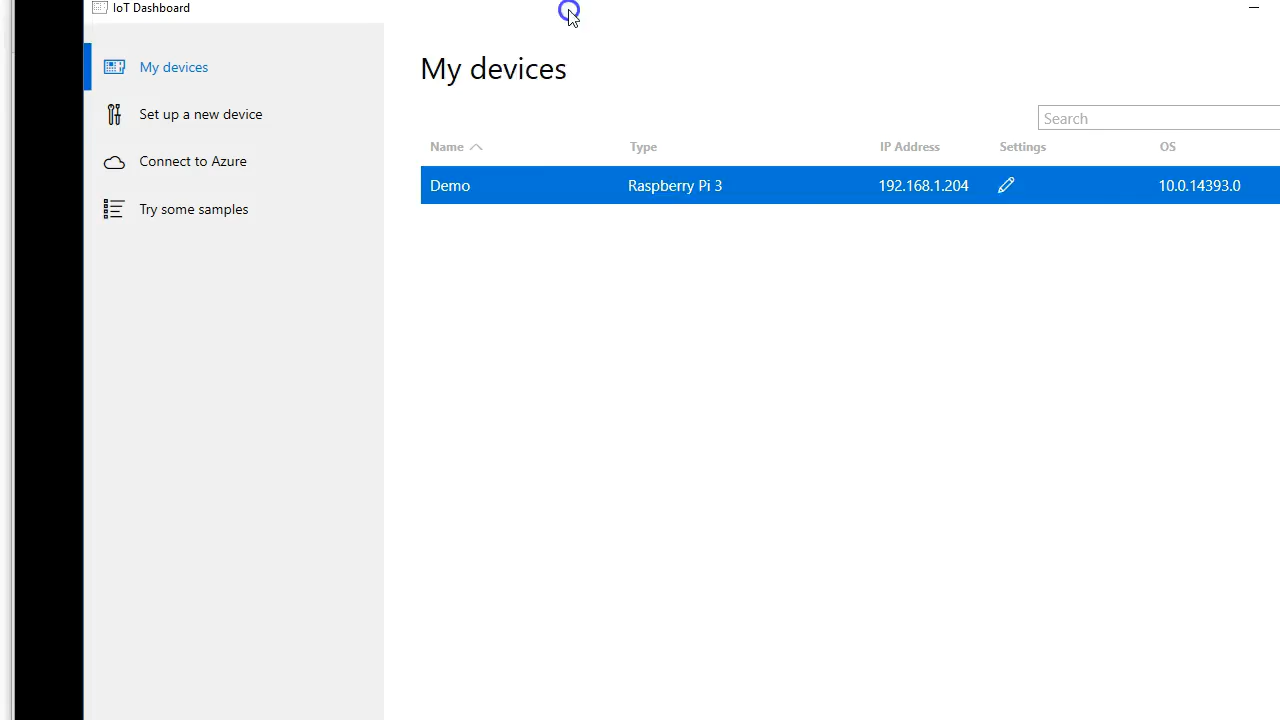 IoT Dashboard
My devices
Set up a new device
Connect to Azure
Try some samples
My devices
Search
Name Type IP Address Settings OS
Demo Raspberry Pi 3 192.168.1.204 10.0.14393.0